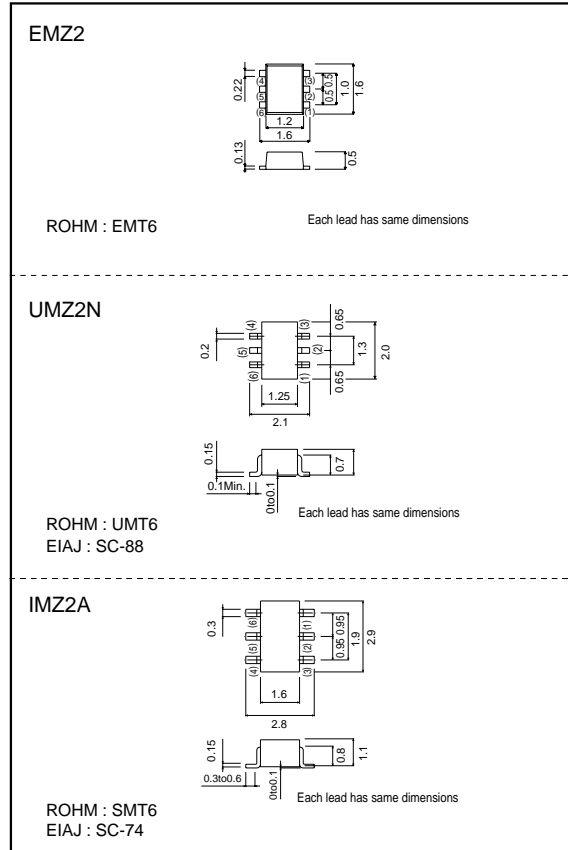 EMZ2
0.22
(4)
(3)
(5)
(2)
(6)
(1)
0.5 0.5
1.0
1.6
1.2
1.6
0.13
0.5
Each lead has same dimensions
ROHM : EMT6
UMZ2N
0.2
(4)
(3)
(5)
(2)
(6)
(1)
0.65
1.3
0.65
2.0
1.25
2.1
0.15
0.1Min.
0to0.1
0.7
Each lead has same dimensions
ROHM : UMT6
EIAJ : SC-88
IMZ2A
0.3
(6)
(1)
(5)
(2)
(4)
(3)
0.95 0.95
1.9
2.9
1.6
2.8
0.15
0.3to0.6
0to0.1
0.8
1.1
Each lead has same dimensions
ROHM : SMT6
EIAJ : SC-74